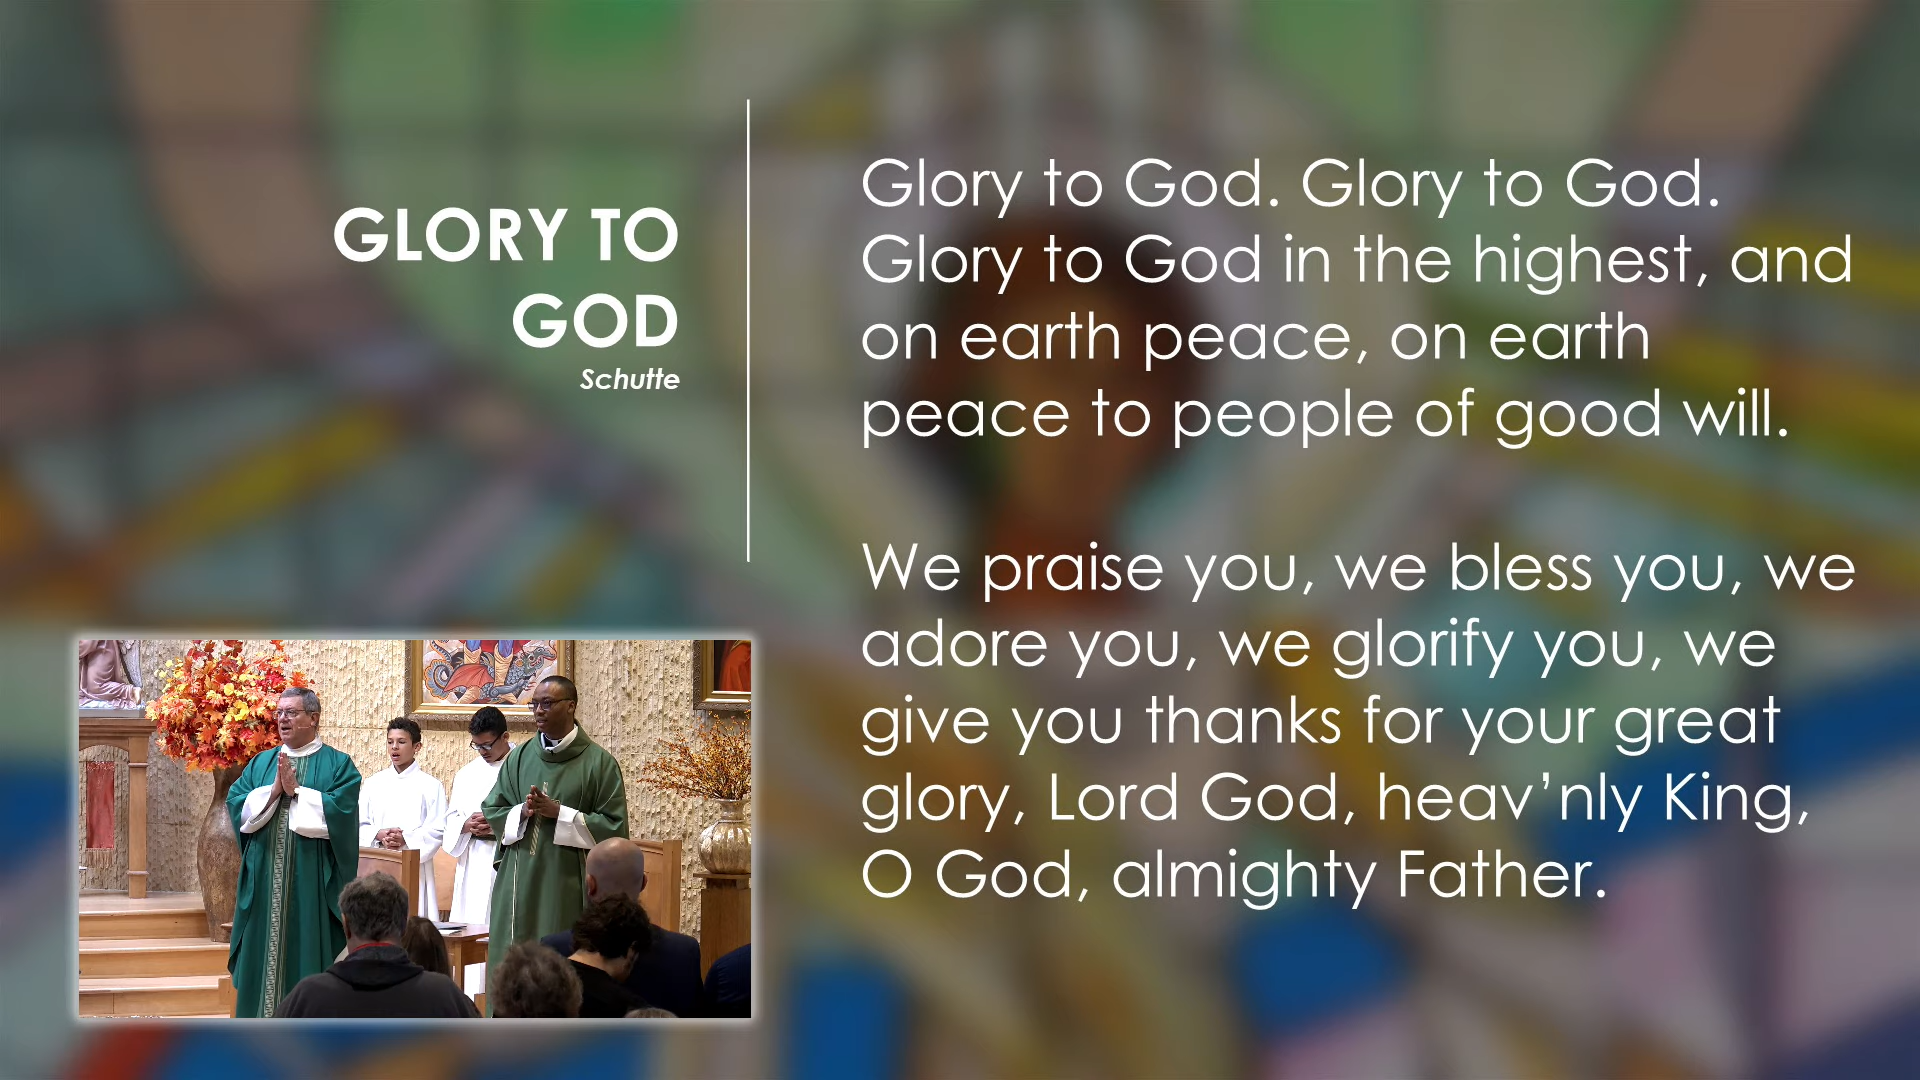 GLORY TO
GOD
Schutte
Glory to God. Glory to God.
Glory to God in the highest, and
on earth peace, on earth
peace to people of good will.
We praise you, we bless you, we
adore you, we glorify you, we
give you thanks for your great
glory, Lord God, heav’nly King,
O God, almighty Father.